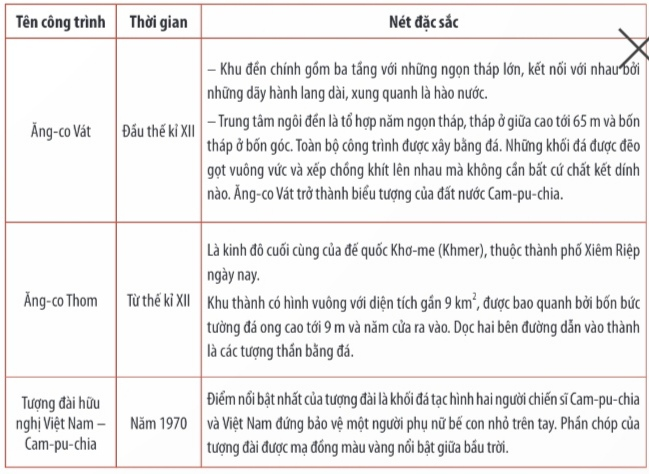 Tên công trình
Thời gian
Nét đặc sắc
Ăng-co Vát
Đầu thế kỉ XII
– Khu đền chính gồm ba tầng với những ngọn tháp lớn, kết nối với nhau bởi
những dãy hành lang dài, xung quanh là hào nước.
– Trung tâm ngôi đền là tổ hợp năm ngọn tháp, tháp ở giữa cao tới 65 m và bốn
tháp ở bốn góc. Toàn bộ công trình được xây bằng đá. Những khối đá được đẽo
gọt vuông vức và xếp chồng khít lên nhau mà không cần bất cứ chất kết dính
nào. Ăng-co Vát trở thành biểu tượng của đất nước Cam-pu-chia.
Ăng-co Thom
Từ thế kỉ XII
Là kinh đô cuối cùng của đế quốc Khơ-me (Khmer), thuộc thành phố Xiêm Riệp
ngày nay.
Khu thành có hình vuông với diện tích gần 9 km², được bao quanh bởi bốn bức
tường đá ong cao tới 9 m và năm cửa ra vào. Dọc hai bên đường dẫn vào thành
là các tượng thần bằng đá.
Tượng đài hữu
nghị Việt Nam –
Cam-pu-chia
Năm 1970
Điểm nổi bật nhất của tượng đài là khối đá tạc hình hai người chiến sĩ Cam-pu-chia
và Việt Nam đứng bảo vệ một người phụ nữ bế con nhỏ trên tay. Phần chóp của
tượng đài được mạ đồng màu vàng nổi bật giữa bầu trời.